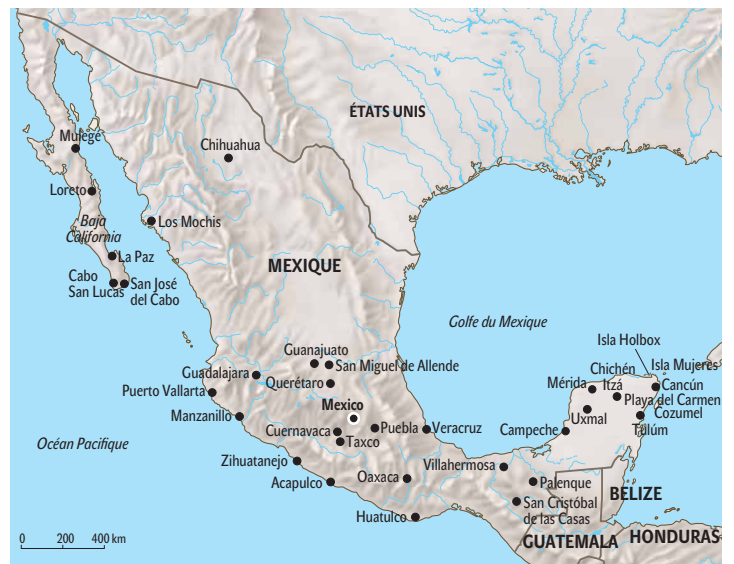 ÉTATS UNIS
Mulegé
Chihuahua
Loreto
Los Mochis
Baja
California
La Paz
MEXIQUE
Cabo
San Lucas
San José
del Cabo
Golfe du Mexique
Isla Holbox
Guanajuato
San Miguel de Allende
Chichén
Itzá
Isla Mujeres
Guadalajara
Querétaro
Mérida
Cancún
Puerto Vallarta
Playa del Carmen
Mexico
Manzanillo
Uxmal
Cozumel
Cuernavaca
Puebla
Veracruz
Campeche
Tulúm
Taxco
Océan Pacifique
Zihuatanejo
Villahermosa
Acapulco
Oaxaca
Palenque
BELIZE
San Cristóbal
de las Casas
Huatulco
GUATEMALA
HONDURAS
0 200 400 km